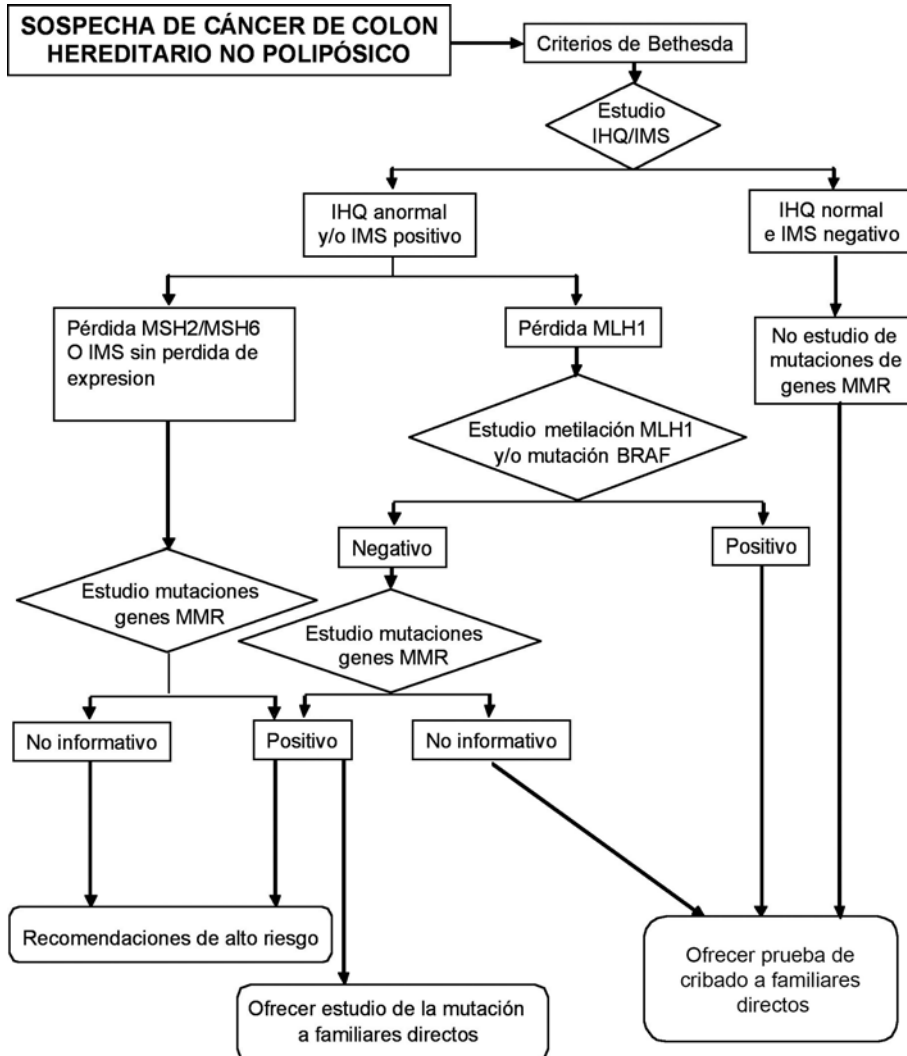 SOSPECHA DE CÁNCER DE COLON
HEREDITARIO NO POLIPÓSICO
Criterios de Bethesda
Estudio
IHQ/IMS
IHQ anormal
y/o IMS positivo
IHQ normal
e IMS negativo
Pérdida MSH2/MSH6
O IMS sin perdida de
expresion
Pérdida MLH1
No estudio de
mutaciones de
genes MMR
Estudio metilación MLH1
y/o mutación BRAF
Negativo
Positivo
Estudio mutaciones
genes MMR
Estudio mutaciones
genes MMR
No informativo
Positivo
No informativo
Recomendaciones de alto riesgo
Ofrecer prueba de
cribado a familiares
directos
Ofrecer estudio de la mutación
a familiares directos